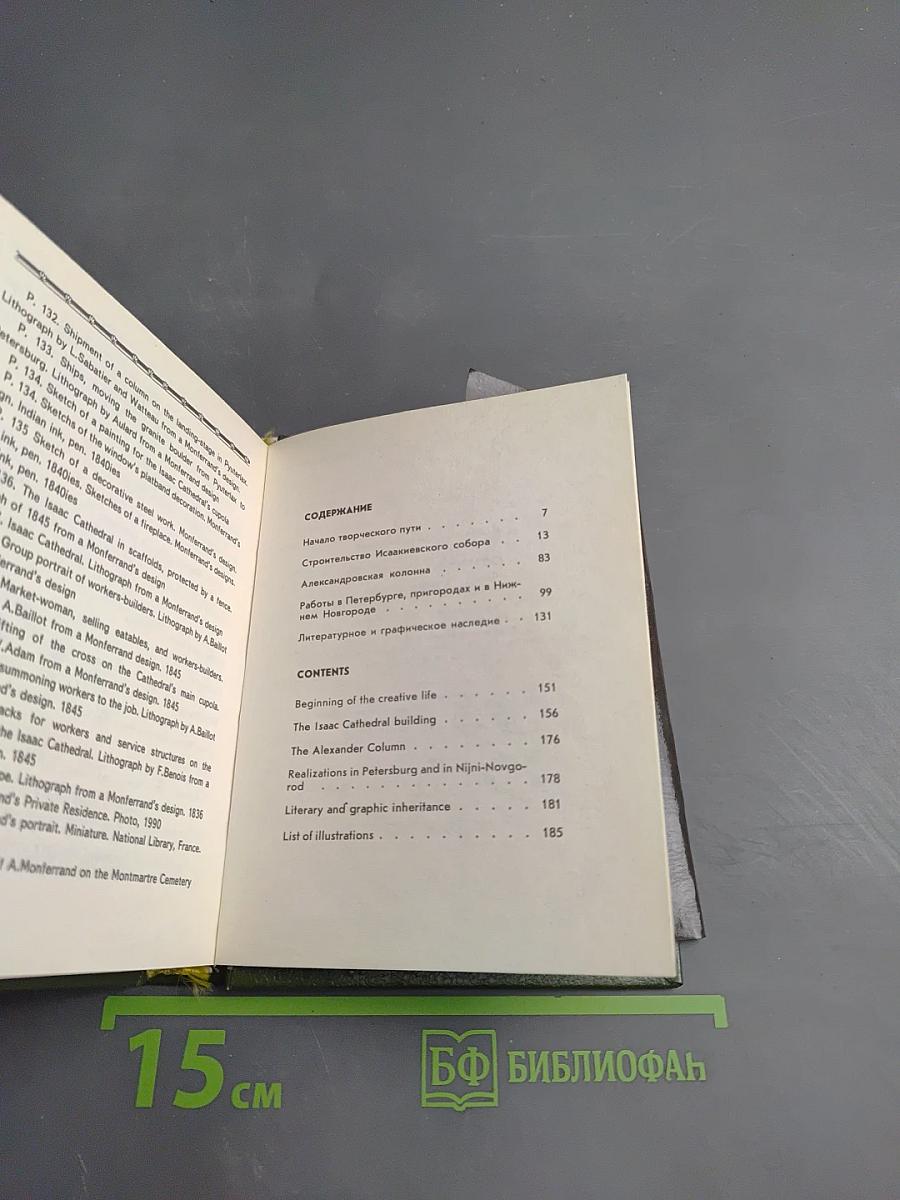 P. 132. Shipment of a column on the landing-stage in Pyuterlax.
Lithograph by L.Sabatier and Watteau from a Monferrand's design.
P. 133. Ships, moving the granite boulder from Pyuterlax to
Petersburg. Lithograph by Aulard from a Monferrand design
P. 134. Sketch of a painting for the Isaac Cathedral's cupola
P. 134. Sketchs of the window's platband decoration. Monferrand's
Indian ink, pen. 1840ies
135 Sketch of a decorative steel work. Monferrand's design.
ink, pen. 1840ies. Sketches of a fireplace. Monferrand's designs.
ink, pen. 1840ies
The Isaac Cathedral in scaffolds, protected by a fence.
of 1845 from a Monferrand's design
Isaac Cathedral. Lithograph from a Monferrand's design
Group portrait of workers-builders. Lithograph by A.Baillot
design
Market-woman, selling eatables, and workers-builders.
A.Baillot from a Monferrand design. 1845
of the cross on the Cathedral's main cupola.
from a Monferrand's design. 1845
summoning workers to the job. Lithograph by A.Baillot
design. 1845
for workers and service structures on the
Isaac Cathedral. Lithograph by F.Benois from a
1845
Lithograph from a Monferrand's design. 1836
Private Residence. Photo, 1990
portrait. Miniature. National Library, France.
A.Monferrand on the Montmartre Cemetery
СОДЕРЖАНИЕ
Начало творческого пути . . . . . . . 7
Строительство Исаакиевского собора . . 13
Александровская колонна . . . . . . 83
Работы в Петербурге, пригородах и в Ниж-
нем Новгороде . . . . . . . . . 99
Литературное и графическое наследие . . 131
CONTENTS
Beginning of the creative life . . . . . . 151
The Isaac Cathedral building . . . . . . 156
The Alexander Column . . . . . . . . 176
Realizations in Petersburg and in Nijni-Novgo-
rod . . . . . . . . . . . . . 178
Literary and graphic inheritance . . . . . 181
List of illustrations . . . . . . . . . . 185
15 см
БФ БИБЛИОФАЪ